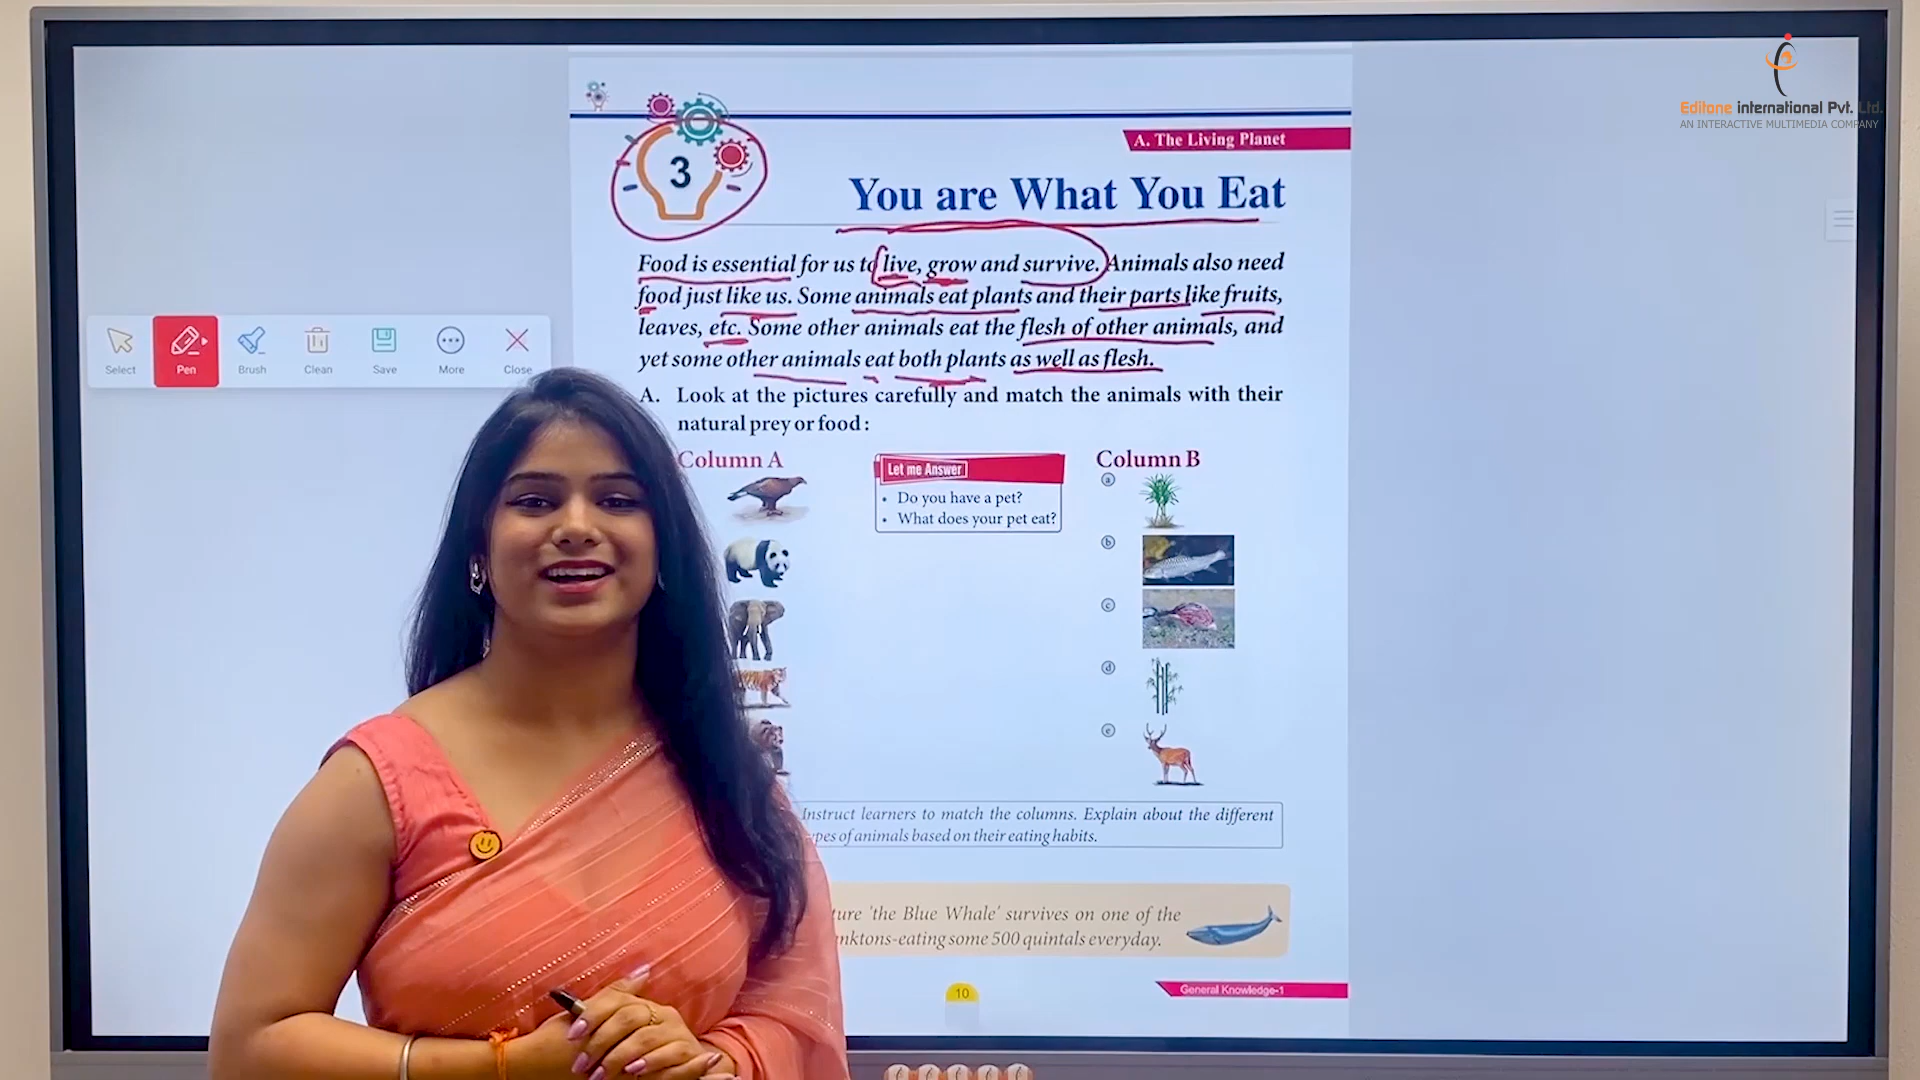 Editone international Pvt. Ltd.
AN INTERACTIVE MULTIMEDIA COMPANY
A. The Living Planet
3
You are What You Eat
Food is essential for us to live, grow and survive. Animals also need
food just like us. Some animals eat plants and their parts like fruits,
leaves, etc. Some other animals eat the flesh of other animals, and
yet some other animals eat both plants as well as flesh.
Select
Pen
Brush
Clean
Save
More
Close
A. Look at the pictures carefully and match the animals with their
natural prey or food :
Column A
Let me Answer
• Do you have a pet?
• What does your pet eat?
Column B
a
b
c
d
e
Instruct learners to match the columns. Explain about the different
ypes of animals based on their eating habits.
ture 'the Blue Whale' survives on one of the
nktons-eating some 500 quintals everyday.
10
General Knowledge-1